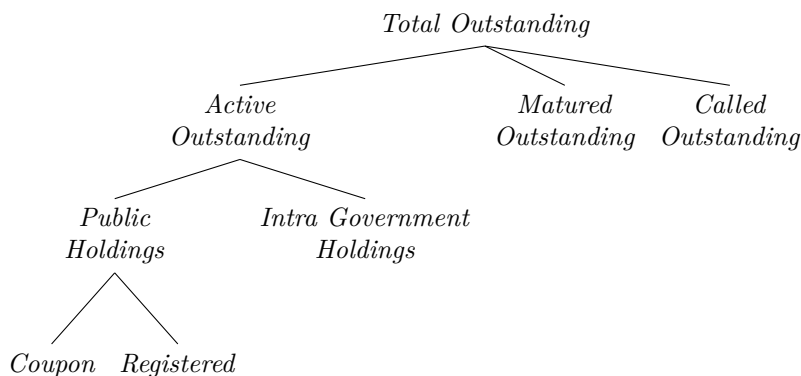 Total Outstanding
Active
Outstanding
Matured
Outstanding
Called
Outstanding
Public
Holdings
Intra Government
Holdings
Coupon
Registered